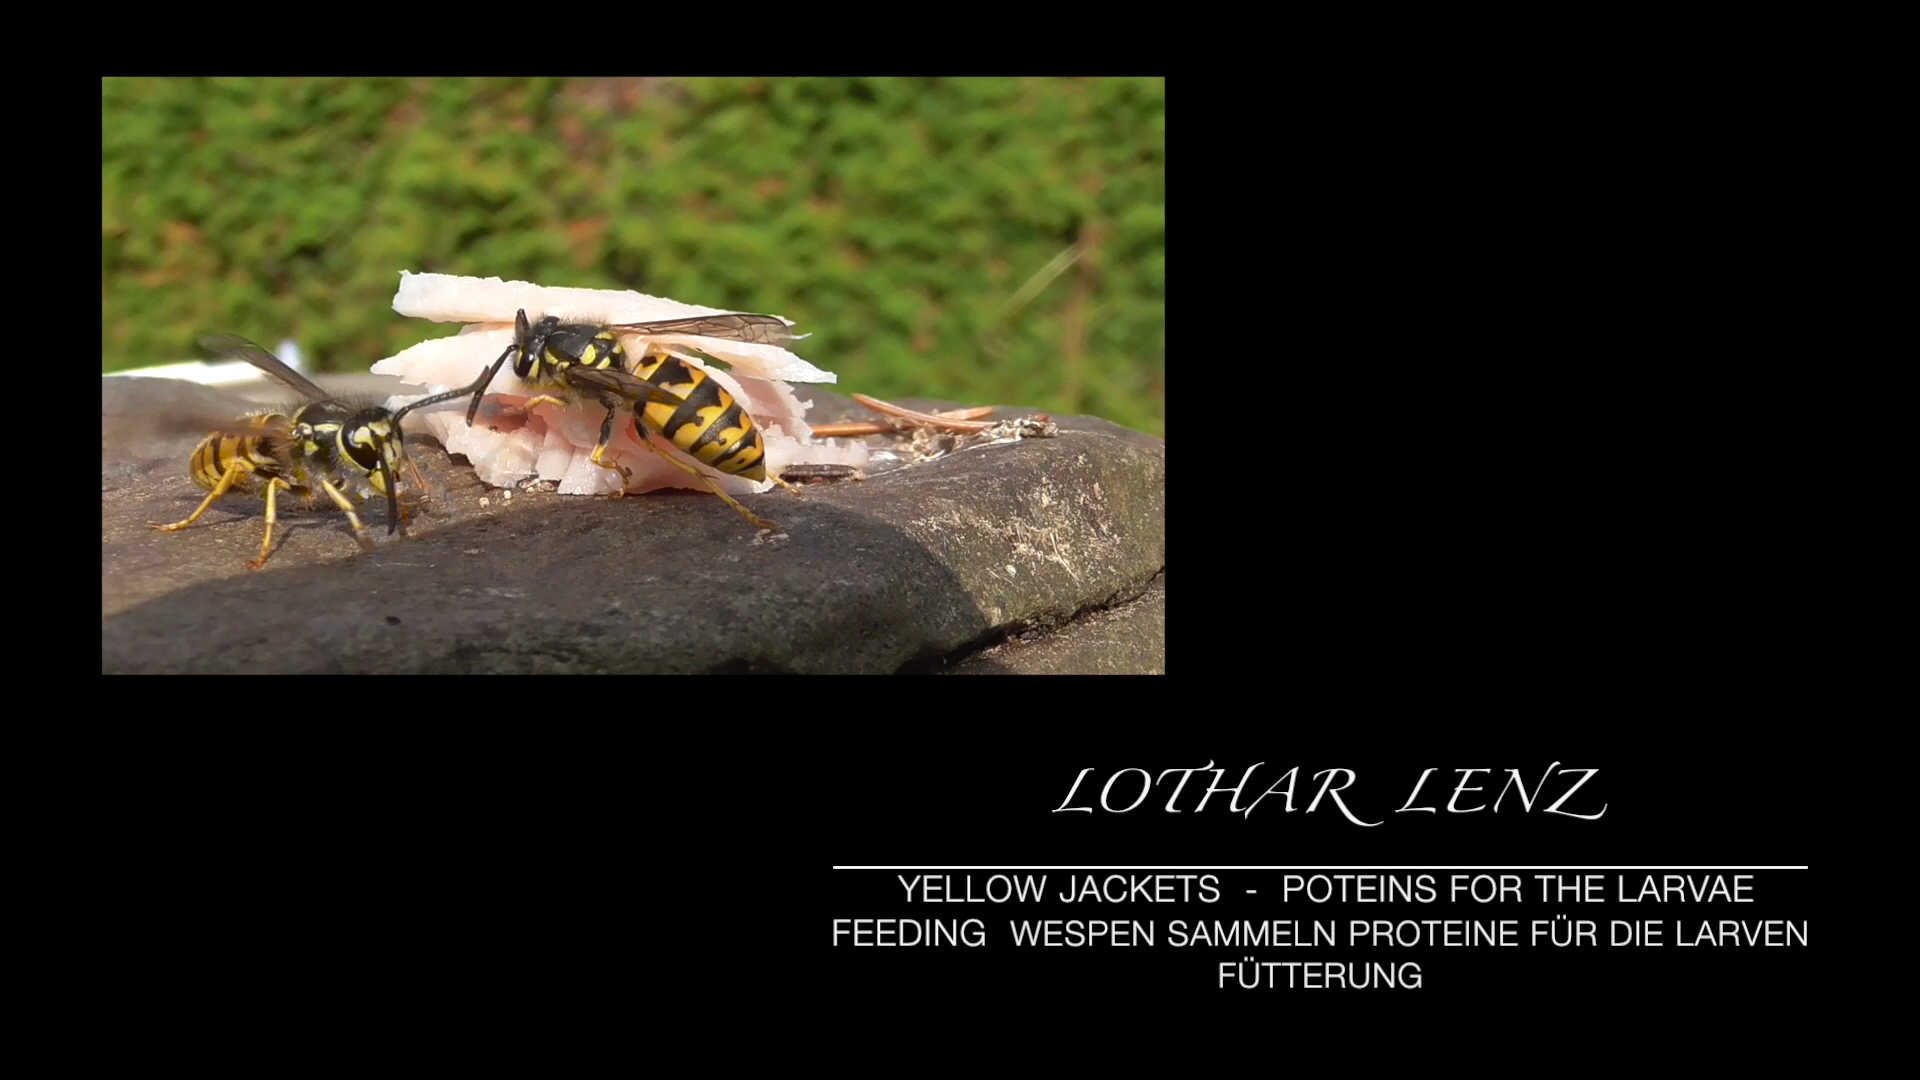 LOTHAR LENZ
YELLOW JACKETS - POTEINS FOR THE LARVAE
FEEDING WESPEN SAMMELN PROTEINE FÜR DIE LARVEN
FÜTTERUNG